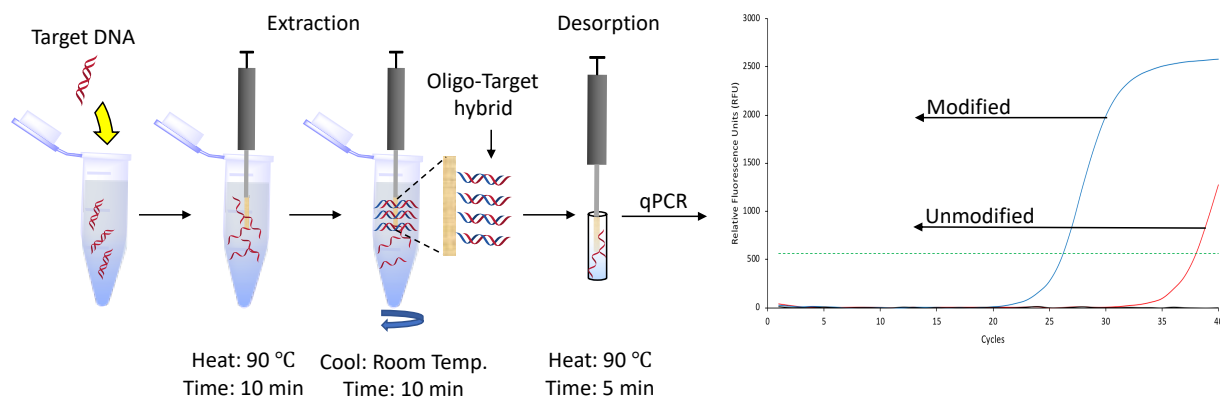 Target DNA
Extraction
Oligo-Target
hybrid
Desorption
qPCR
Heat: 90 ℃
Time: 10 min
Cool: Room Temp.
Time: 10 min
Heat: 90 ℃
Time: 5 min
Relative Fluorescence Units (RFU)
3000
2500
2000
1500
1000
500
0
Modified
Unmodified
0
5
10
15
20
25
30
35
40
Cycles